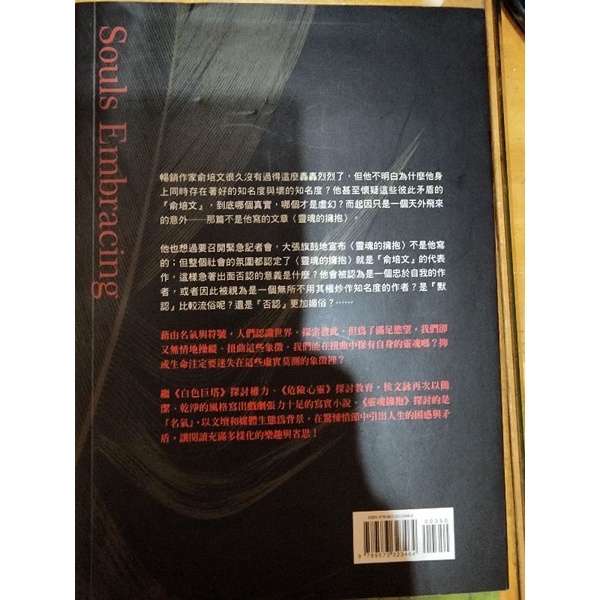 Souls Embracing
暢銷作家俞培文很久沒有過得這麼轟轟烈烈了，但他不明白為什麼他身
上同時存在著好的知名度與壞的知名度？他甚至懷疑這些彼此矛盾的
『俞培文』，到底哪個真實，哪個才是虛幻？而起因只是一個天外飛來
的意外——那篇不是他寫的文章〈靈魂的擁抱〉。
他也想過要召開緊急記者會，大張旗鼓地宣布〈靈魂的擁抱〉不是他寫
的；但整個社會的氛圍都認定了〈靈魂的擁抱〉就是『俞培文』的代表
作，這樣急著出面否認的意義是什麼？他會被認為是一個忠於自我的作
者，或者因此被視為是一個無所不用其極炒作知名度的作者？是『默
認』比較流俗呢？還是『否認』更加媚俗？……
藉由名氣與符號，人們認識世界，探索彼此。但為了滿足慾望，我們卻
又無情地操縱、扭曲這些象徵。我們能在扭曲中保有自身的靈魂嗎？抑
或生命注定要迷失在這些虛實莫測的象徵裡？
繼《白色巨塔》探討權力、《危險心靈》探討教育，侯文詠再次以簡
潔、乾淨的風格寫出戲劇張力十足的寫實小說。《靈魂擁抱》探討的是
「名氣」，以文壇和媒體生態為背景，在驚悚情節中引出人生的困惑與矛
盾，讓閱讀充滿多樣化的樂趣與省思！
00350
9789573323464